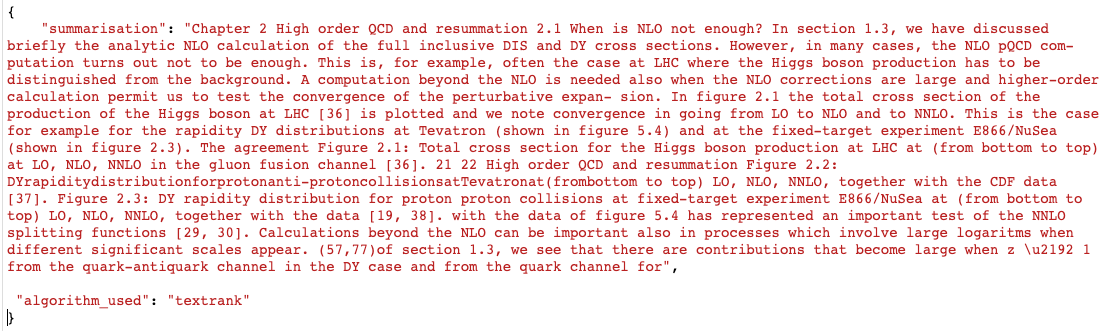 {
"summarisation": "Chapter 2 High order QCD and resummation 2.1 When is NLO not enough? In section 1.3, we have discussed
briefly the analytic NLO calculation of the full inclusive DIS and DY cross sections. However, in many cases, the NLO pQCD com-
putation turns out not to be enough. This is, for example, often the case at LHC where the Higgs boson production has to be
distinguished from the background. A computation beyond the NLO is needed also when the NLO corrections are large and higher-order
calculation permit us to test the convergence of the perturbative expan- sion. In figure 2.1 the total cross section of the
production of the Higgs boson at LHC [36] is plotted and we note convergence in going from LO to NLO and to NNLO. This is the case
for example for the rapidity DY distributions at Tevatron (shown in figure 5.4) and at the fixed-target experiment E866/NuSea
(shown in figure 2.3). The agreement Figure 2.1: Total cross section for the Higgs boson production at LHC at (from bottom to top)
at LO, NLO, NNLO in the gluon fusion channel [36]. 21 22 High order QCD and resummation Figure 2.2:
DYrapiditydistributionforprotonanti-protoncollisionsatTevatronat(frombottom to top) LO, NLO, NNLO, together with the CDF data
[37]. Figure 2.3: DY rapidity distribution for proton proton collisions at fixed-target experiment E866/NuSea at (from bottom to
top) LO, NLO, NNLO, together with the data [19, 38]. with the data of figure 5.4 has represented an important test of the NNLO
splitting functions [29, 30]. Calculations beyond the NLO can be important also in processes which involve large logaritms when
different significant scales appear. (57,77)of section 1.3, we see that there are contributions that become large when z \u2192 1
from the quark-antiquark channel in the DY case and from the quark channel for",
"algorithm_used": "textrank"
}